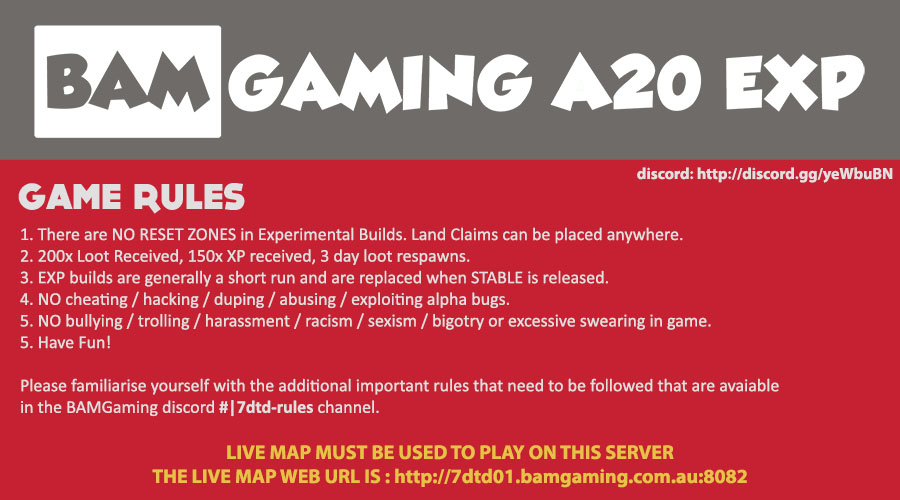 BAM GAMING A20 EXP
discord: http://discord.gg/yeWbuBN
GAME RULES
1. There are NO RESET ZONES in Experimental Builds. Land Claims can be placed anywhere.
2. 200x Loot Received, 150x XP received, 3 day loot respawns.
3. EXP builds are generally a short run and are replaced when STABLE is released.
4. NO cheating / hacking / duping / abusing / exploiting alpha bugs.
5. NO bullying / trolling / harassment / racism / sexism / bigotry or excessive swearing in game.
5. Have Fun!
Please familiarise yourself with the additional important rules that need to be followed that are avaiable
in the BAMGaming discord #|7dtd-rules channel.
LIVE MAP MUST BE USED TO PLAY ON THIS SERVER
THE LIVE MAP WEB URL IS : http://7dtd01.bamgaming.com.au:8082